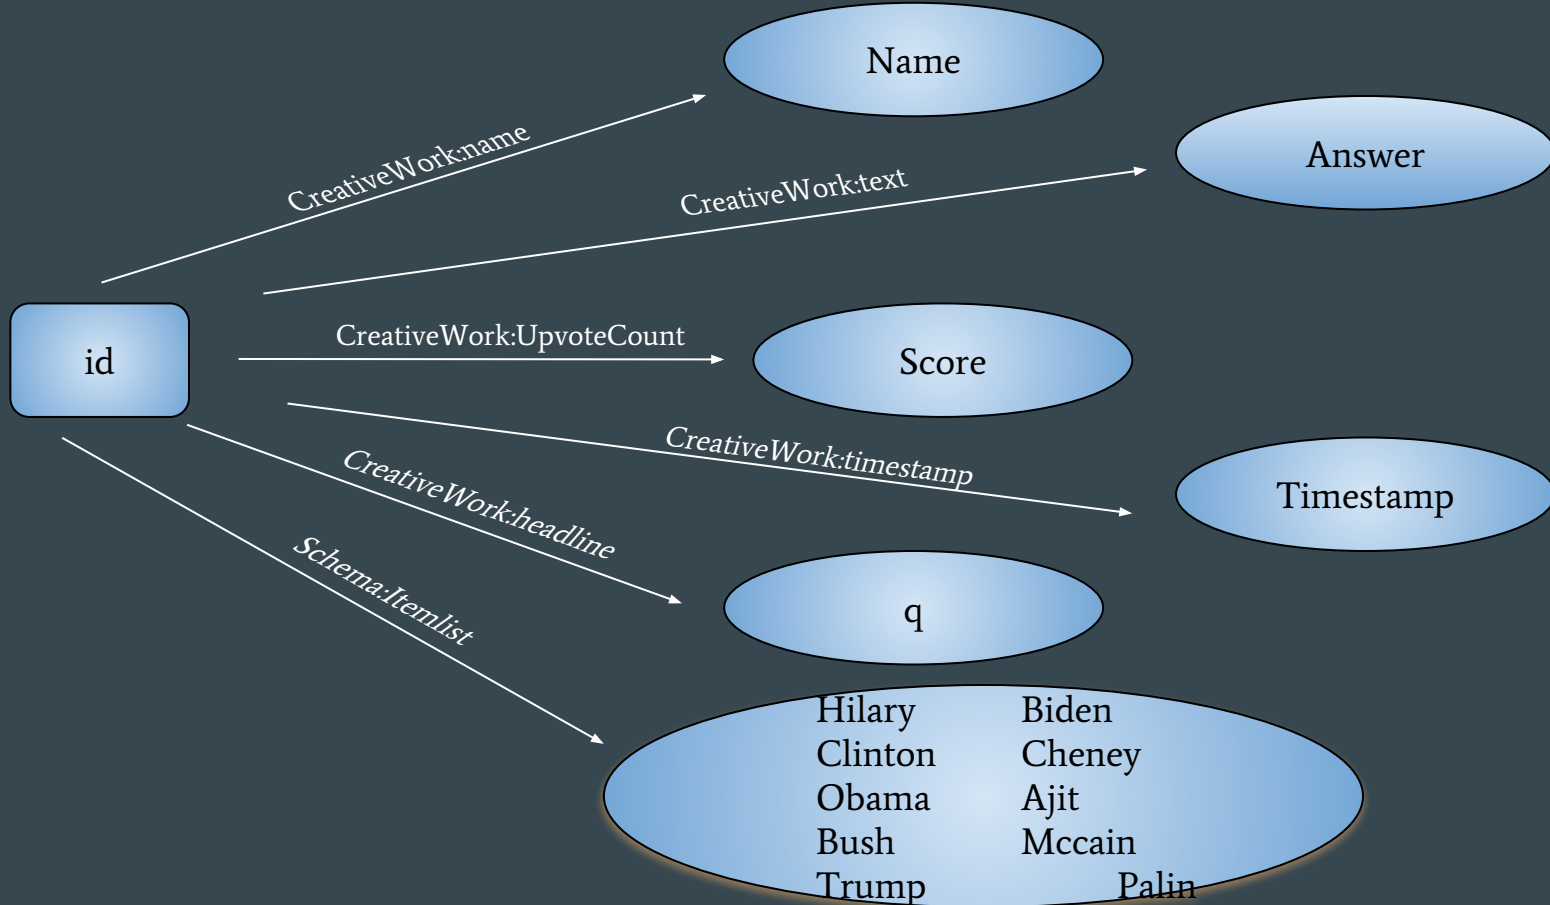 Name
CreativeWork:name
Answer
CreativeWork:text
id
CreativeWork:UpvoteCount
Score
CreativeWork:timestamp
Timestamp
CreativeWork:headline
q
Schema:Itemlist
Hilary Biden
Clinton Cheney
Obama Ajit
Bush Mccain
Trump Palin